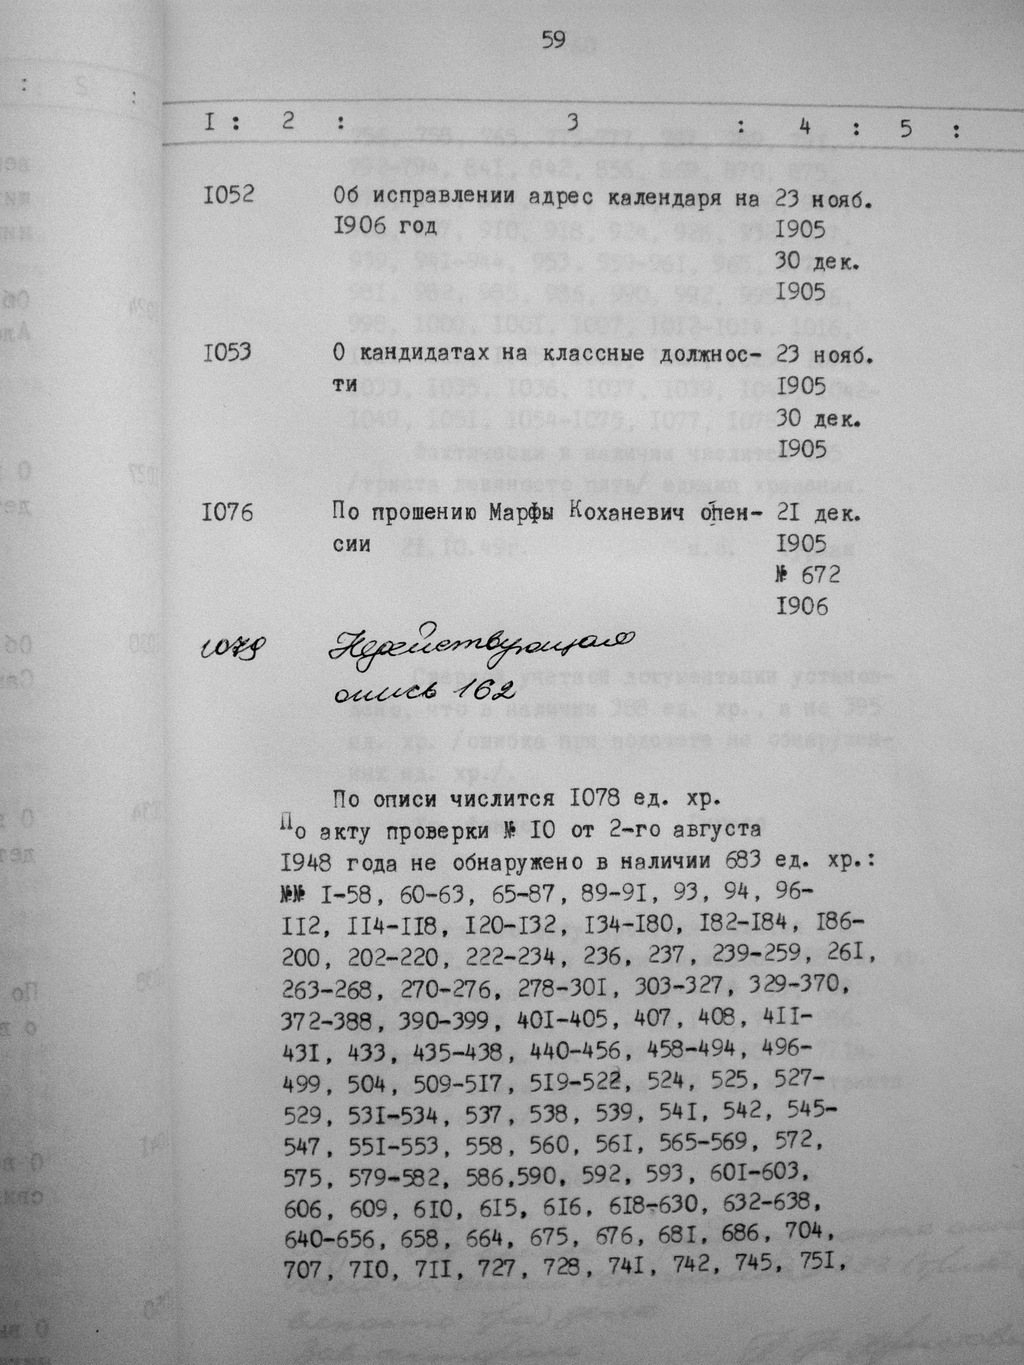 59
I : 2 : 3 : 4 : 5 :
I052 Об исправлении адрес календаря на 23 нояб.
I906 год I905
30 дек.
I905
I053 О кандидатах на классные должнос- 23 нояб.
ти I905
30 дек.
I905
I076 По прошению Марфы Коханевич опен- 2I дек.
сии I905
№ 672
I906
1079 Недействующая
опись 162
По описи числится I078 ед. хр.
По акту проверки № I0 от 2-го августа
I948 года не обнаружено в наличии 683 ед. хр.:
№№ I-58, 60-63, 65-87, 89-9I, 93, 94, 96-
II2, II4-II8, I20-I32, I34-I80, I82-I84, I86-
200, 202-220, 222-234, 236, 237, 239-259, 26I,
263-268, 270-276, 278-30I, 303-327, 329-370,
372-388, 390-399, 40I-405, 407, 408, 4II-
43I, 433, 435-438, 440-456, 458-494, 496-
499, 504, 509-5I7, 5I9-522, 524, 525, 527-
529, 53I-534, 537, 538, 539, 54I, 542, 545-
547, 55I-553, 558, 560, 56I, 565-569, 572,
575, 579-582, 586,590, 592, 593, 60I-603,
606, 609, 6I0, 6I5, 6I6, 6I8-630, 632-638,
640-656, 658, 664, 675, 676, 68I, 686, 704,
707, 7I0, 7II, 727, 728, 74I, 742, 745, 75I,